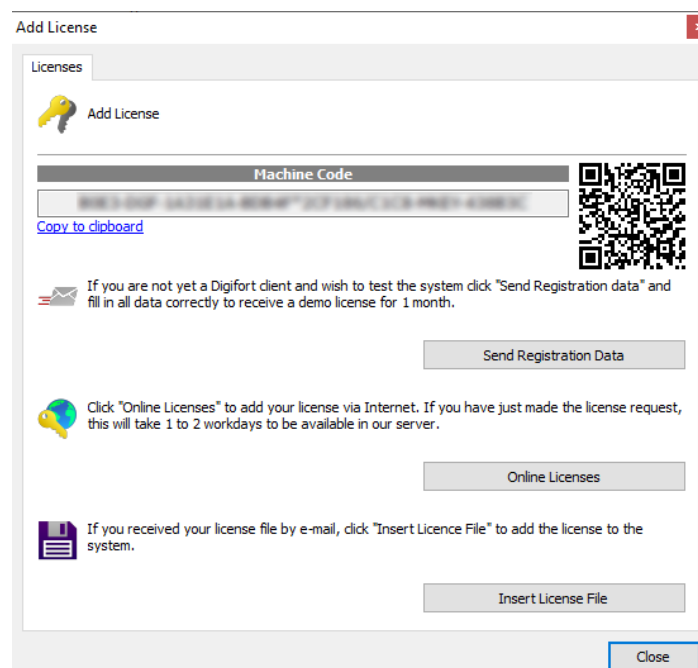 Add License
Licenses
Add License
Machine Code
Copy to clipboard
If you are not yet a Digifort client and wish to test the system click "Send Registration data" and
fill in all data correctly to receive a demo license for 1 month.
Send Registration Data
Click "Online Licenses" to add your license via Internet. If you have just made the license request,
this will take 1 to 2 workdays to be available in our server.
Online Licenses
If you received your license file by e-mail, click "Insert Licence File" to add the license to the
system.
Insert License File
Close